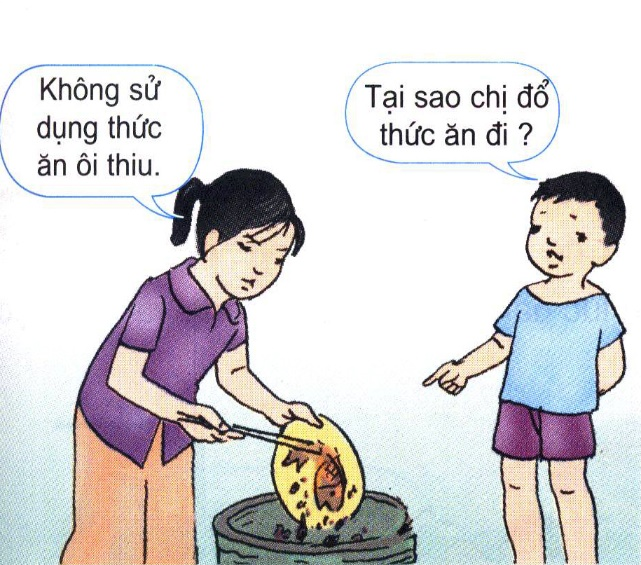 Không sử
dụng thức
ăn ôi thiu.
Tại sao chị đổ
thức ăn đi ?